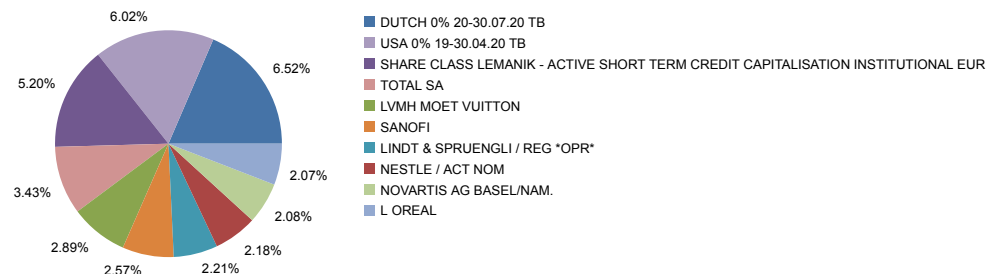 6.02%
6.52%
5.20%
3.43%
2.89%
2.57%
2.21%
2.18%
2.08%
2.07%
DUTCH 0% 20-30.07.20 TB
USA 0% 19-30.04.20 TB
SHARE CLASS LEMANIK - ACTIVE SHORT TERM CREDIT CAPITALISATION INSTITUTIONAL EUR
TOTAL SA
LVMH MOET VUITTON
SANOFI
LINDT & SPRUENGLI / REG *OPR*
NESTLE / ACT NOM
NOVARTIS AG BASEL/NAM.
L OREAL